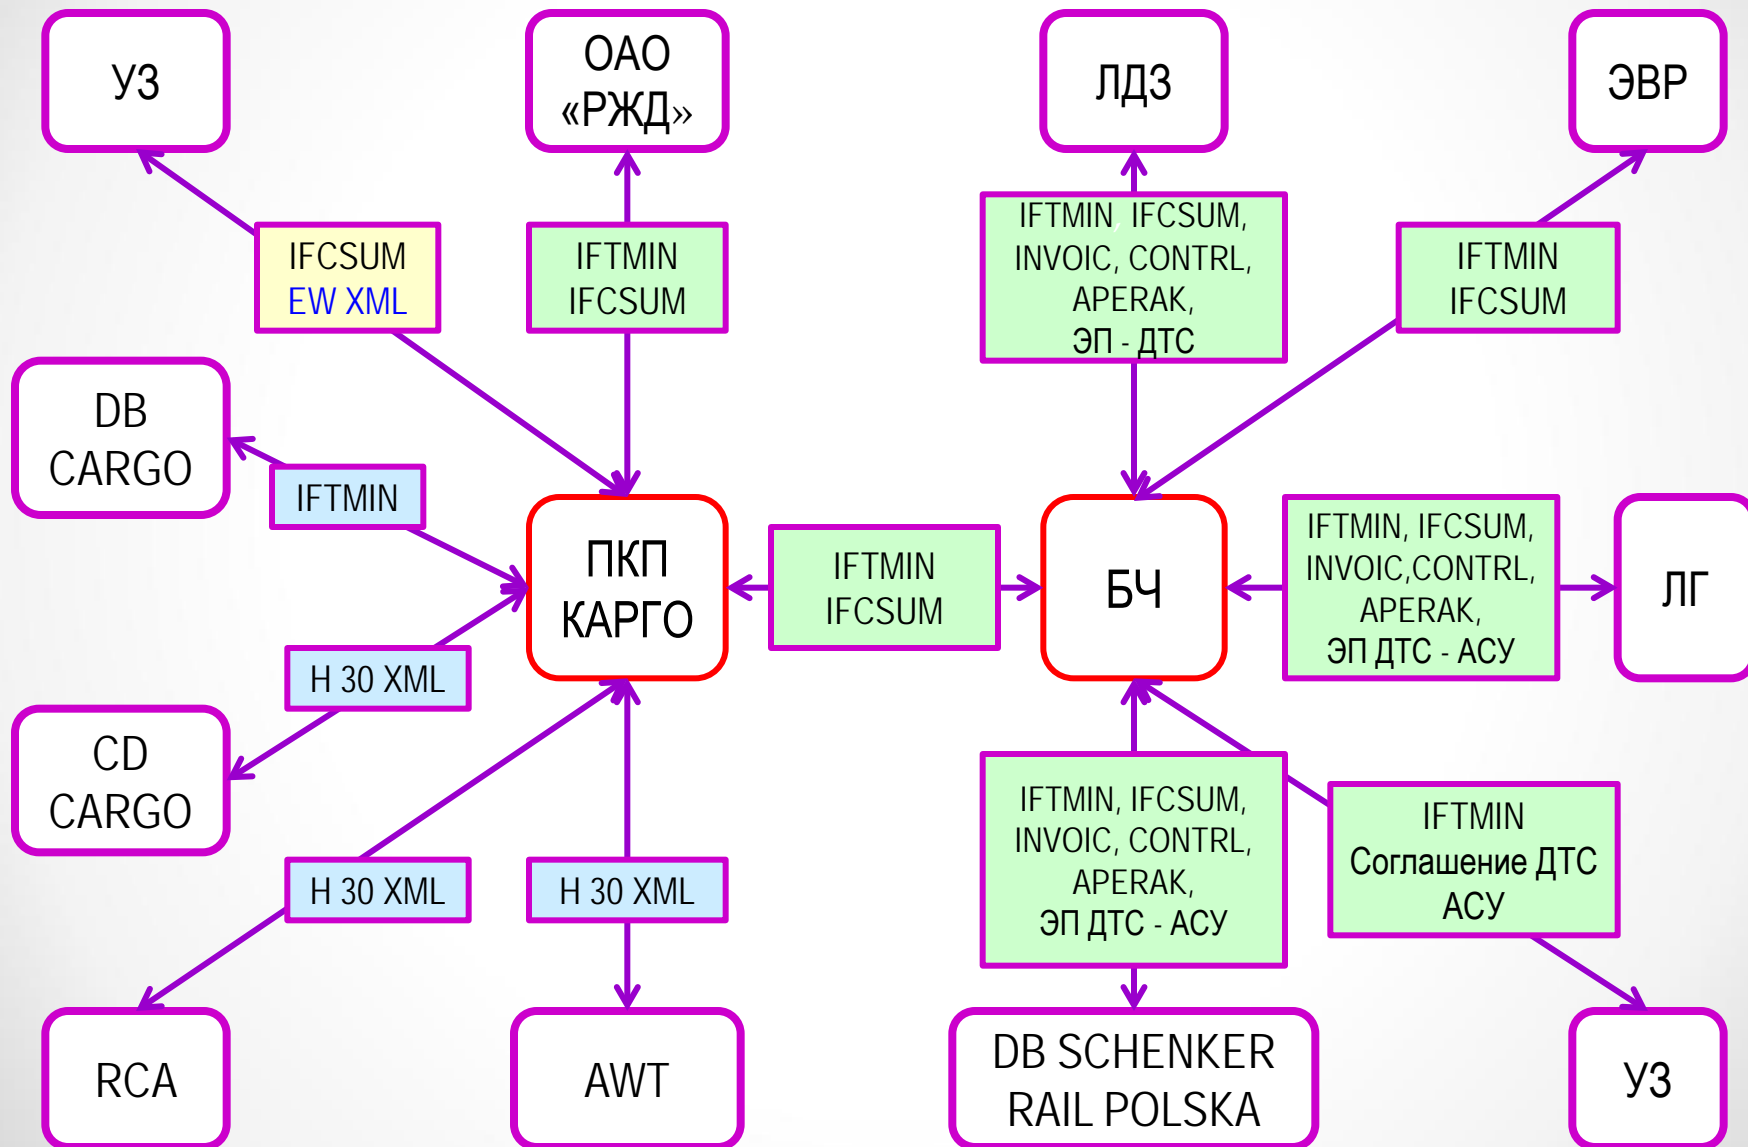 УЗ
ОАО
«РЖД»
ЛДЗ
ЭВР
IFCSUM
EW XML
IFTMIN
IFCSUM
IFTMIN, IFCSUM,
INVOIC, CONTRL,
APERAK,
ЭП - ДТС
IFTMIN
IFCSUM
DB
CARGO
IFTMIN
ПКП
КАРГО
IFTMIN
IFCSUM
БЧ
IFTMIN, IFCSUM,
INVOIC,CONTRL,
APERAK,
ЭП ДТС - АСУ
ЛГ
H 30 XML
CD
CARGO
H 30 XML
H 30 XML
IFTMIN, IFCSUM,
INVOIC, CONTRL,
APERAK,
ЭП ДТС - АСУ
IFTMIN
Соглашение ДТС
АСУ
RCA
AWT
DB SCHENKER
RAIL POLSKA
УЗ